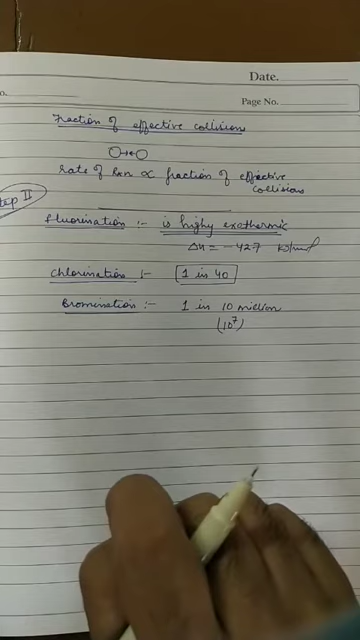 Date.
o.
Page No.
Fraction of effective collision
rate of rxn ∝ fraction of effective
collisions
Step II
Fluorination :- is highly exothermic
ΔH = -427 KJ/mol
Chlorination :- 1 in 40
Bromination :- 1 in 10 million
(10⁷)